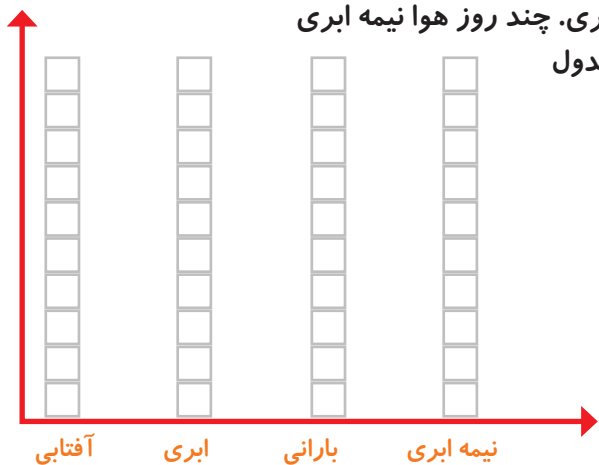 ری. چند روز هوا نیمه ابری
دول
آفتابی
ابری
بارانی
نیمه ابری